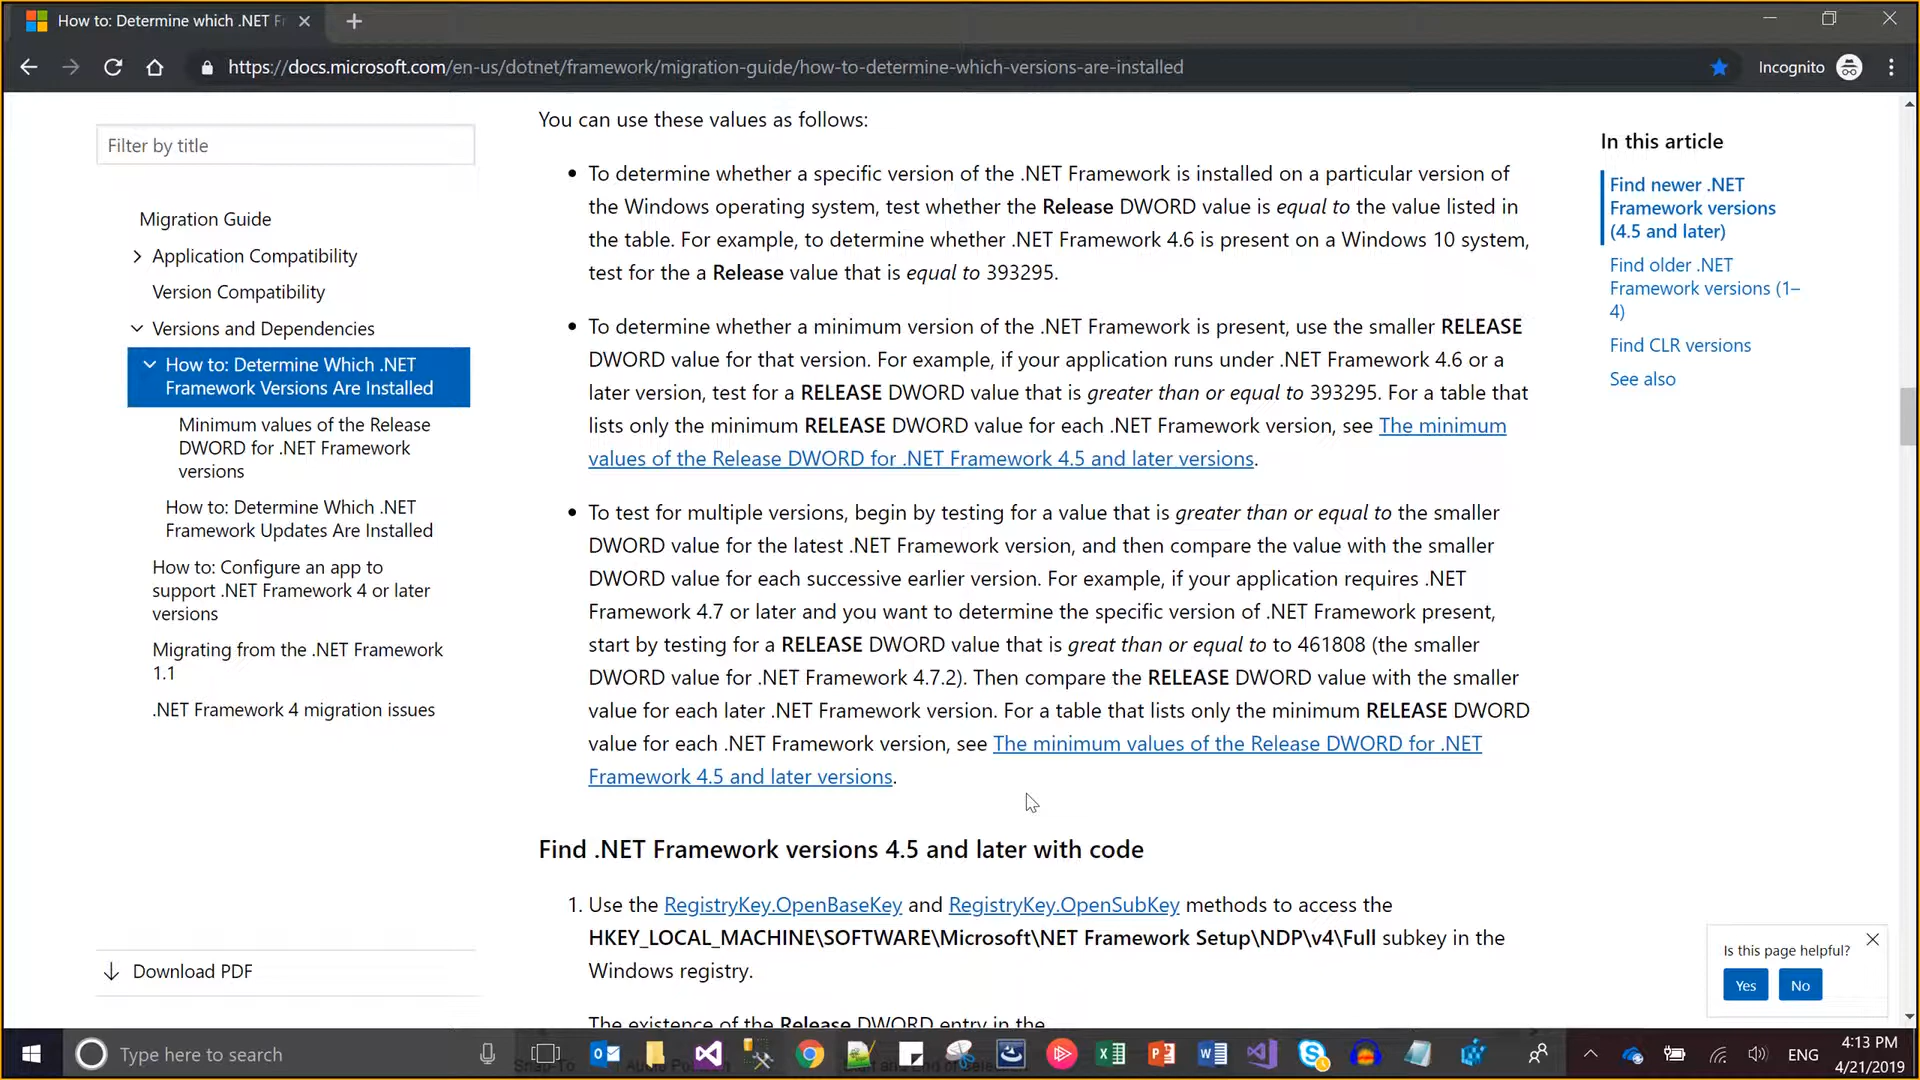 How to: Determine which .NET F
https://docs.microsoft.com/en-us/dotnet/framework/migration-guide/how-to-determine-which-versions-are-installed
Incognito
Filter by title
Migration Guide
Application Compatibility
Version Compatibility
Versions and Dependencies
How to: Determine Which .NET
Framework Versions Are Installed
Minimum values of the Release
DWORD for .NET Framework
versions
How to: Determine Which .NET
Framework Updates Are Installed
How to: Configure an app to
support .NET Framework 4 or later
versions
Migrating from the .NET Framework
1.1
.NET Framework 4 migration issues
Download PDF
You can use these values as follows:
• To determine whether a specific version of the .NET Framework is installed on a particular version of
the Windows operating system, test whether the Release DWORD value is equal to the value listed in
the table. For example, to determine whether .NET Framework 4.6 is present on a Windows 10 system,
test for the a Release value that is equal to 393295.
• To determine whether a minimum version of the .NET Framework is present, use the smaller RELEASE
DWORD value for that version. For example, if your application runs under .NET Framework 4.6 or a
later version, test for a RELEASE DWORD value that is greater than or equal to 393295. For a table that
lists only the minimum RELEASE DWORD value for each .NET Framework version, see The minimum
values of the Release DWORD for .NET Framework 4.5 and later versions.
• To test for multiple versions, begin by testing for a value that is greater than or equal to the smaller
DWORD value for the latest .NET Framework version, and then compare the value with the smaller
DWORD value for each successive earlier version. For example, if your application requires .NET
Framework 4.7 or later and you want to determine the specific version of .NET Framework present,
start by testing for a RELEASE DWORD value that is great than or equal to to 461808 (the smaller
DWORD value for .NET Framework 4.7.2). Then compare the RELEASE DWORD value with the smaller
value for each later .NET Framework version. For a table that lists only the minimum RELEASE DWORD
value for each .NET Framework version, see The minimum values of the Release DWORD for .NET
Framework 4.5 and later versions.
Find .NET Framework versions 4.5 and later with code
1. Use the RegistryKey.OpenBaseKey and RegistryKey.OpenSubKey methods to access the
HKEY_LOCAL_MACHINE\SOFTWARE\Microsoft\NET Framework Setup\NDP\v4\Full subkey in the
Windows registry.
The existence of the Release DWORD entry in the
In this article
Find newer .NET
Framework versions
(4.5 and later)
Find older .NET
Framework versions (1–
4)
Find CLR versions
See also
Is this page helpful?
Yes No
Type here to search
ENG
4:13 PM
4/21/2019